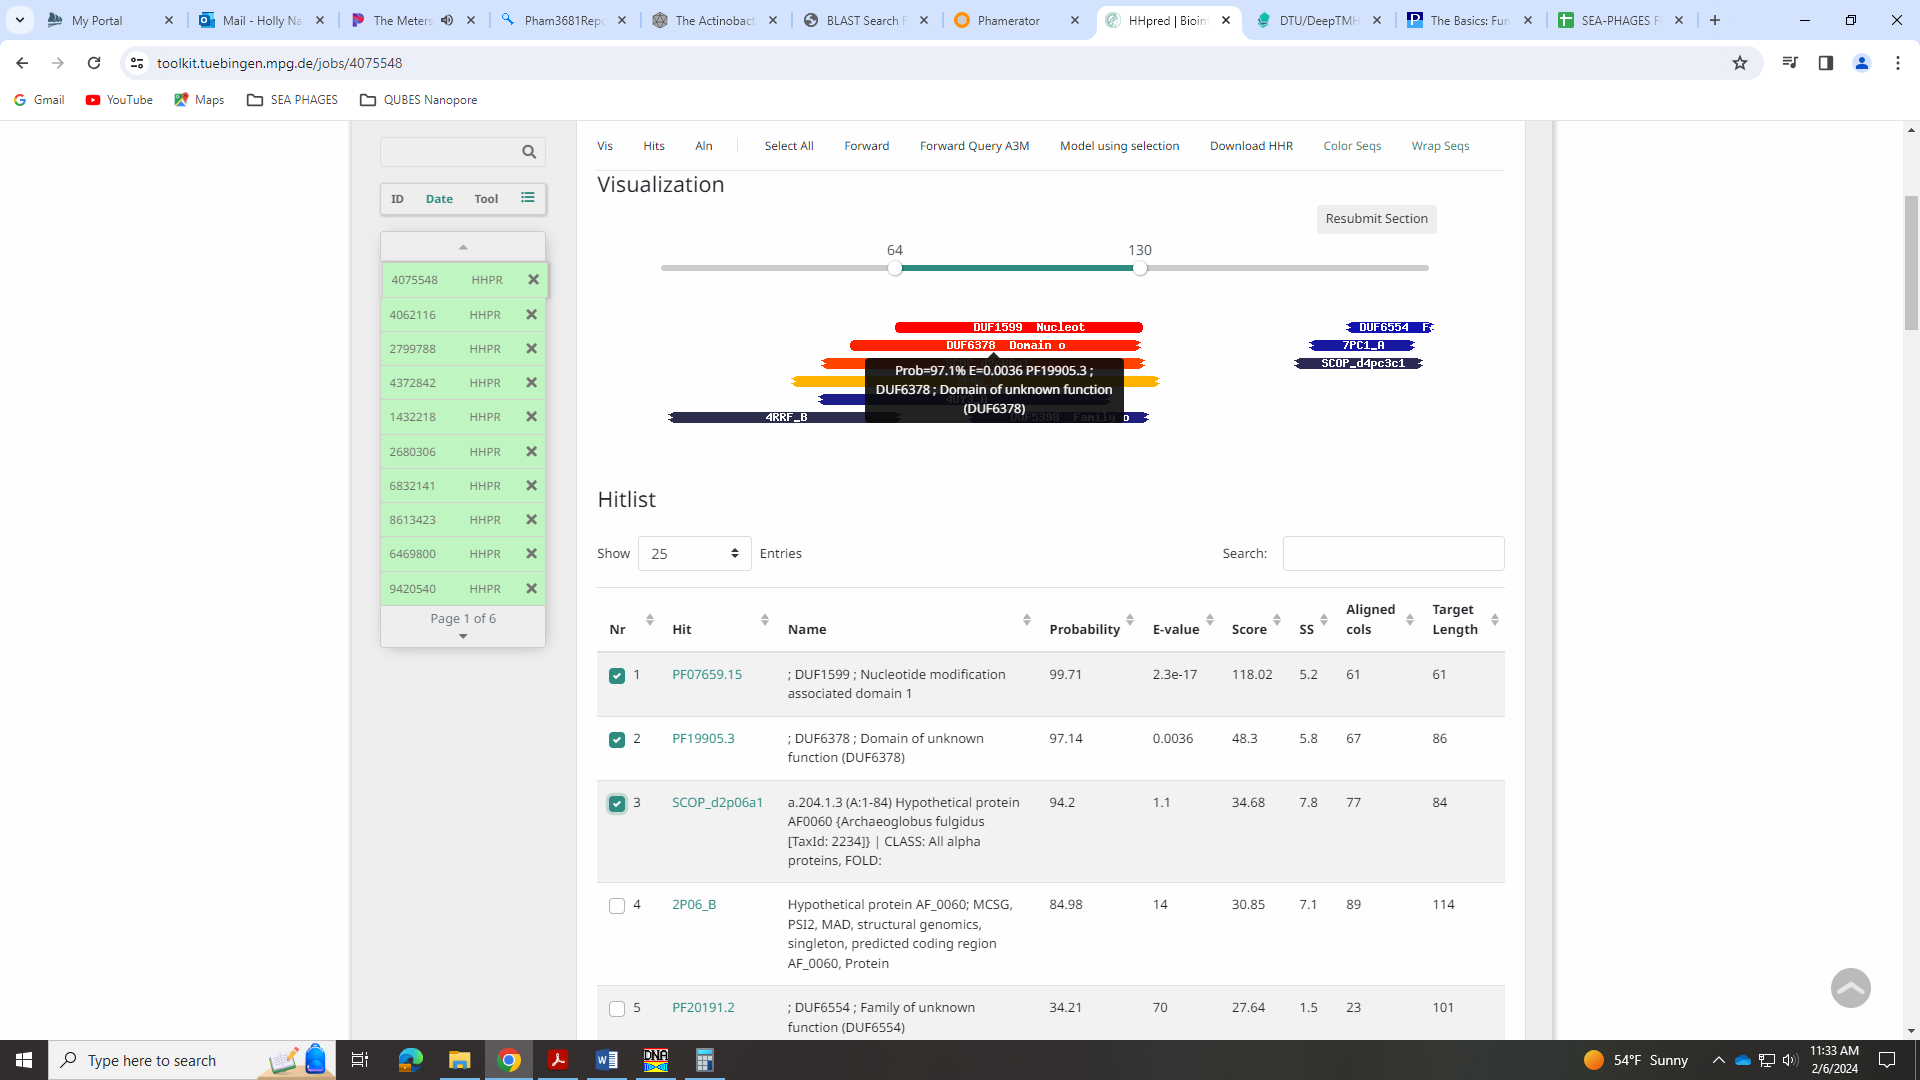 My Portal
Mail - Holly Na
The Meters
Pham3681Repo
The Actinobact
BLAST Search R
Phamerator
HHpred | Bioin
DTU/DeepTMH
The Basics: Fun
SEA-PHAGES F
toolkit.tuebingen.mpg.de/jobs/4075548
Gmail
YouTube
Maps
SEA PHAGES
QUBES Nanopore
Vis Hits Aln Select All Forward Forward Query A3M Model using selection Download HHR Color Seqs Wrap Seqs
Visualization
Resubmit Section
64 130
ID Date Tool
4075548 HHPR
4062116 HHPR
2799788 HHPR
4372842 HHPR
1432218 HHPR
2680306 HHPR
6832141 HHPR
8613423 HHPR
6469800 HHPR
9420540 HHPR
Page 1 of 6
DUF1599 Nucleot
DUF6554 F
DUF6378 Domain o
7PC1_A
SCOP_d4pc3c1
Prob=97.1% E=0.0036 PF19905.3 ;
DUF6378 ; Domain of unknown function
(DUF6378)
4RRF_B
DUF5398 Family o
Hitlist
Show 25 Entries
Search:
Nr Hit Name Probability E-value Score SS Aligned cols Target Length
1 PF07659.15 ; DUF1599 ; Nucleotide modification 99.71 2.3e-17 118.02 5.2 61 61
associated domain 1
2 PF19905.3 ; DUF6378 ; Domain of unknown 97.14 0.0036 48.3 5.8 67 86
function (DUF6378)
3 SCOP_d2p06a1 a.204.1.3 (A:1-84) Hypothetical protein 94.2 1.1 34.68 7.8 77 84
AF0060 {Archaeoglobus fulgidus
[TaxId: 2234]} | CLASS: All alpha
proteins, FOLD:
4 2P06_B Hypothetical protein AF_0060; MCSG, 84.98 14 30.85 7.1 89 114
PSI2, MAD, structural genomics,
singleton, predicted coding region
AF_0060, Protein
5 PF20191.2 ; DUF6554 ; Family of unknown 34.21 70 27.64 1.5 23 101
function (DUF6554)
Type here to search
DNA
54°F Sunny
11:33 AM
2/6/2024